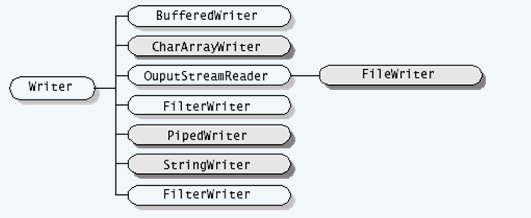 BufferedWriter
CharArrayWriter
OuputStreamReader
FileWriter
Writer
FilterWriter
PipedWriter
StringWriter
FilterWriter